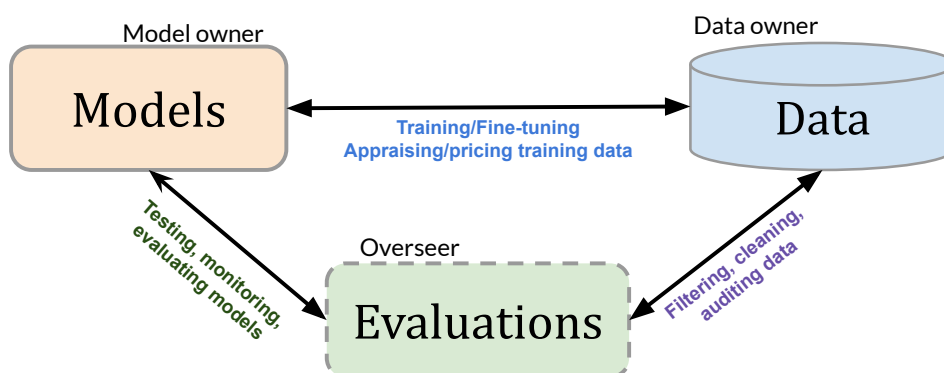 Model owner
Data owner
Models
Data
Training/Fine-tuning
Appraising/pricing training data
Testing, monitoring,
evaluating models
Filtering, cleaning,
auditing data
Overseer
Evaluations